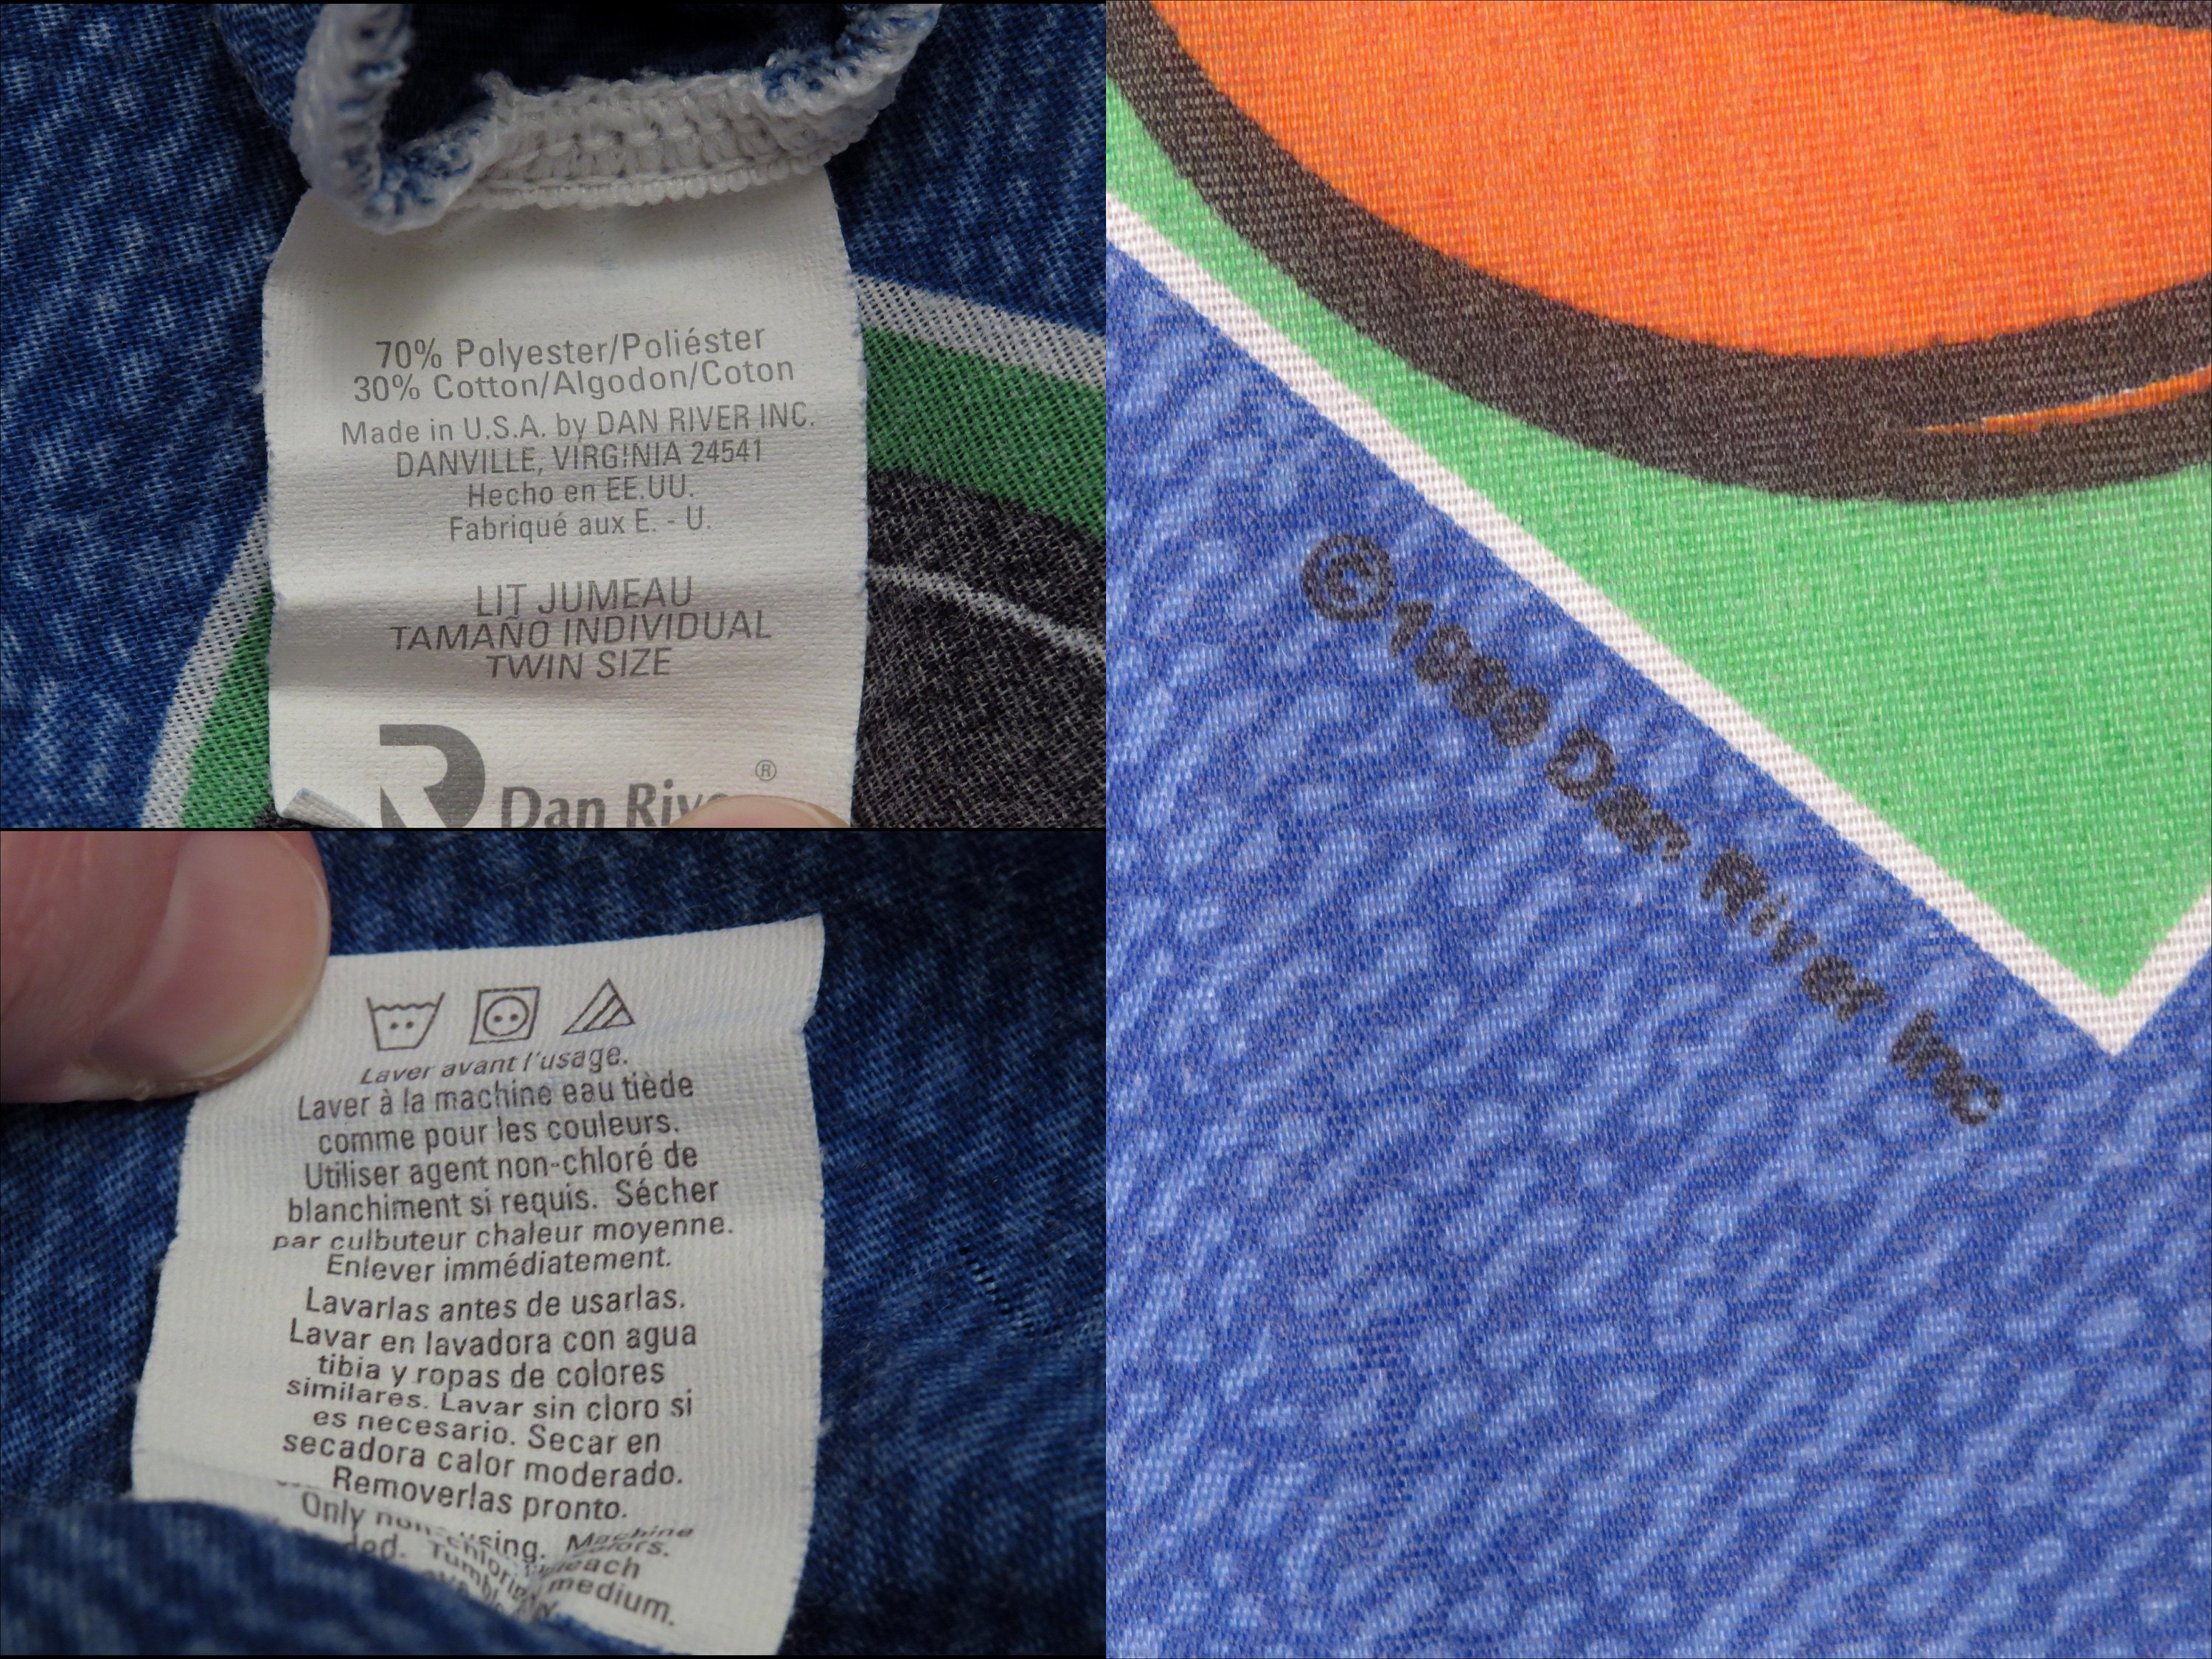 70% Polyester/Poliéster
30% Cotton/Algodon/Coton
Made in U.S.A. by DAN RIVER INC.
DANVILLE, VIRGINIA 24541
Hecho en EE.UU.
Fabriqué aux E. - U.
LIT JUMEAU
TAMAÑO INDIVIDUAL
TWIN SIZE
R Dan Rive ®
Laver avant l'usage.
Laver à la machine eau tiède
comme pour les couleurs.
Utiliser agent non-chloré de
blanchiment si requis. Sécher
par culbuteur chaleur moyenne.
Enlever immédiatement.
Lavarlas antes de usarlas.
Lavar en lavadora con agua
tibia y ropas de colores
similares. Lavar sin cloro si
es necesario. Secar en
secadora calor moderado.
Removerlas pronto.
Machine
Only non-
medium.
©1999 Dan River Inc